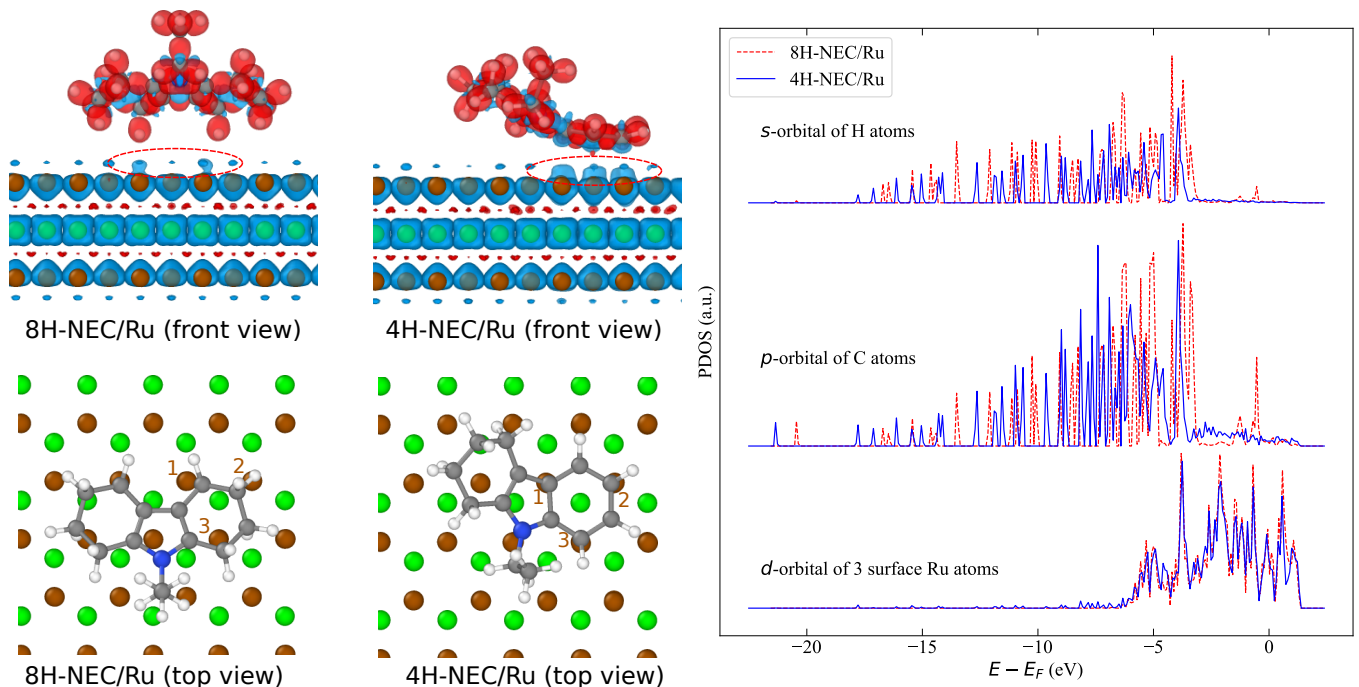 8H-NEC/Ru (front view)
4H-NEC/Ru (front view)
1
2
3
8H-NEC/Ru (top view)
1
2
3
4H-NEC/Ru (top view)
8H-NEC/Ru
4H-NEC/Ru
s-orbital of H atoms
p-orbital of C atoms
d-orbital of 3 surface Ru atoms
PDOS (a.u.)
−20 −15 −10 −5 0
E − E_F (eV)